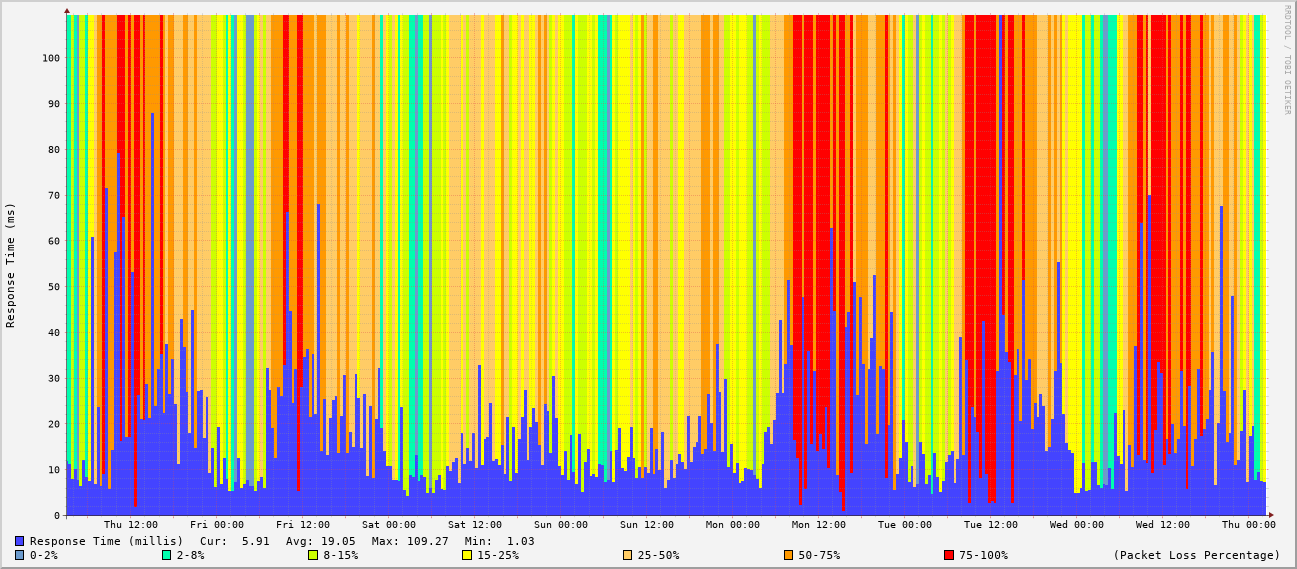 RRDTOOL / TOBI OETIKER
Response Time (ms)
100
90
80
70
60
50
40
30
20
10
0
Thu 12:00 Fri 00:00 Fri 12:00 Sat 00:00 Sat 12:00 Sun 00:00 Sun 12:00 Mon 00:00 Mon 12:00 Tue 00:00 Tue 12:00 Wed 00:00 Wed 12:00 Thu 00:00
Response Time (millis) Cur: 5.91 Avg: 19.05 Max: 109.27 Min: 1.03
0-2% 2-8% 8-15% 15-25% 25-50% 50-75% 75-100% (Packet Loss Percentage)